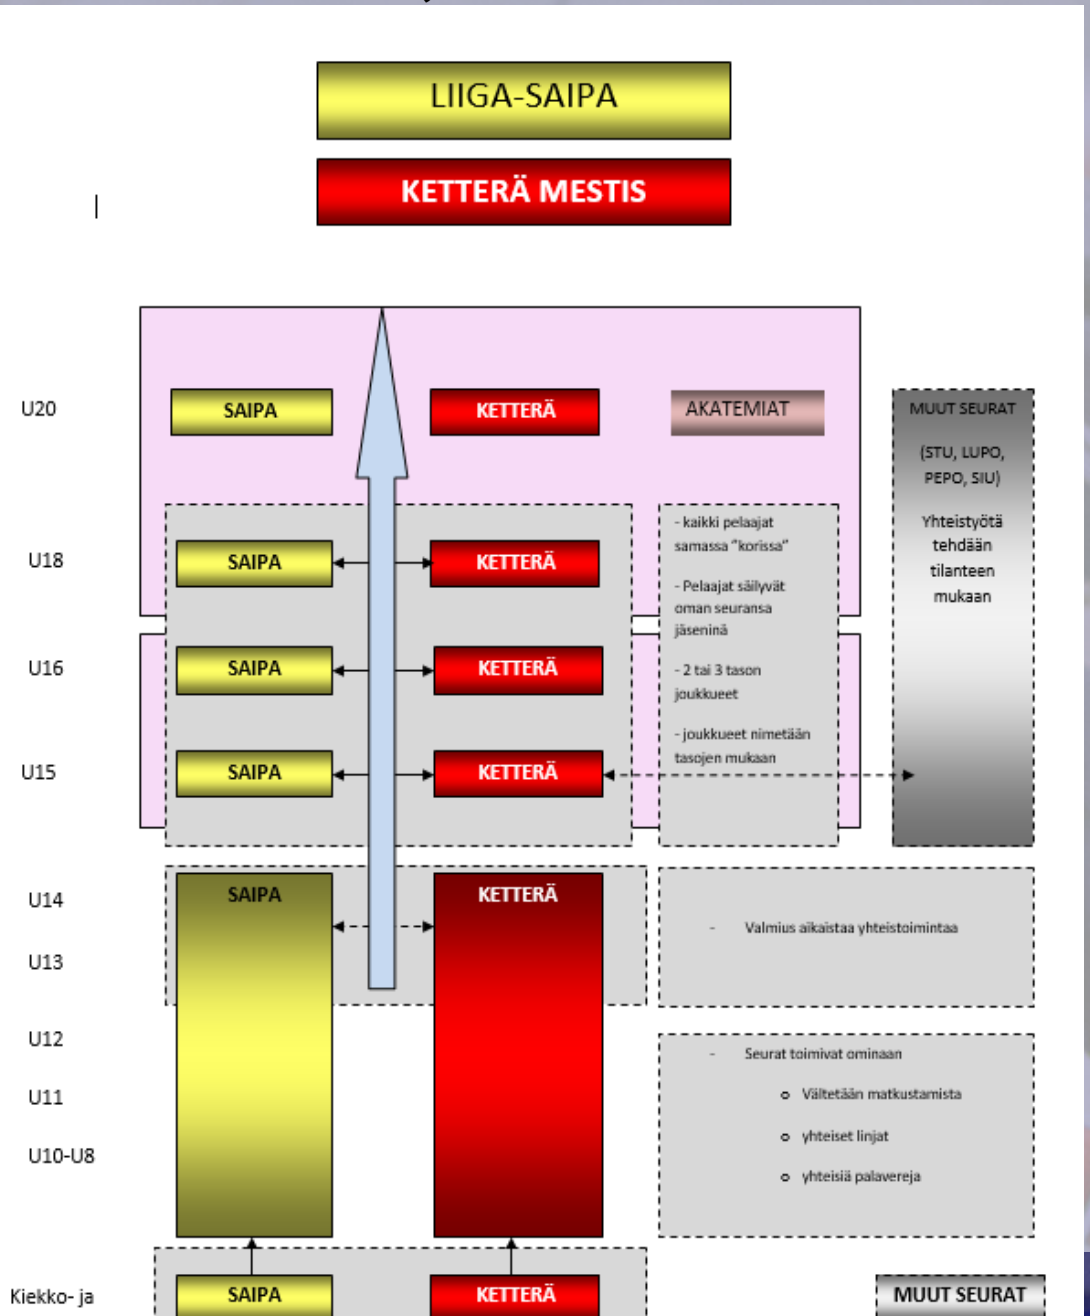 LIIGA-SAIPA
KETTERÄ MESTIS
U20
SAIPA
KETTERÄ
AKATEMIAT
MUUT SEURAT
(STU, LUPO,
PEPO, SIU)
Yhteistyötä
tehdään
tilanteen
mukaan
- kaikki pelaajat
samassa "korissa"
- Pelaajat säilyvät
oman seuransa
jäseninä
- 2 tai 3 tason
joukkueet
- joukkueet nimetään
tasojen mukaan
U18
SAIPA
KETTERÄ
U16
SAIPA
KETTERÄ
U15
SAIPA
KETTERÄ
U14
SAIPA
KETTERÄ
- Valmius aikaistaa yhteistoimintaa
U13
U12
- Seurat toimivat ominaan
o Vältetään matkustamista
o yhteiset linjat
o yhteisiä palavereja
U11
U10-U8
Kiekko- ja
SAIPA
KETTERÄ
MUUT SEURAT